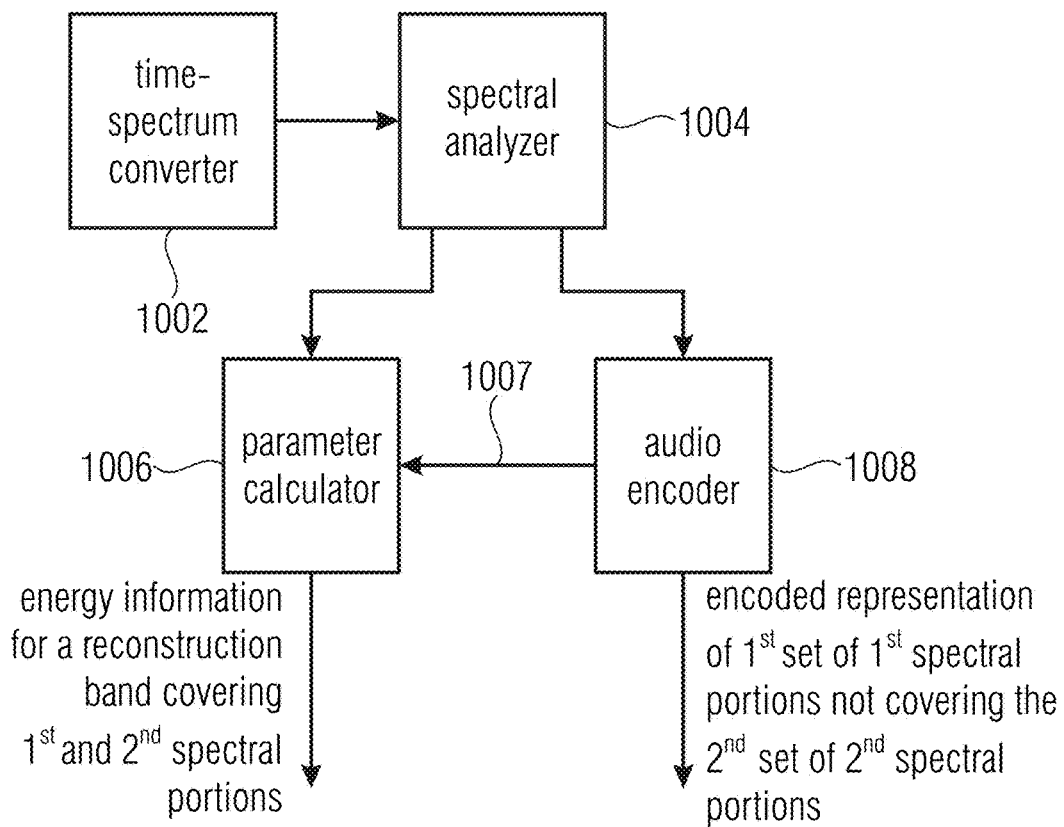 time-
spectrum
converter
spectral
analyzer
1004
1002
1007
1006
parameter
calculator
audio
encoder
1008
energy information
for a reconstruction
band covering
1st and 2nd spectral
portions
encoded representation
of 1st set of 1st spectral
portions not covering the
2nd set of 2nd spectral
portions